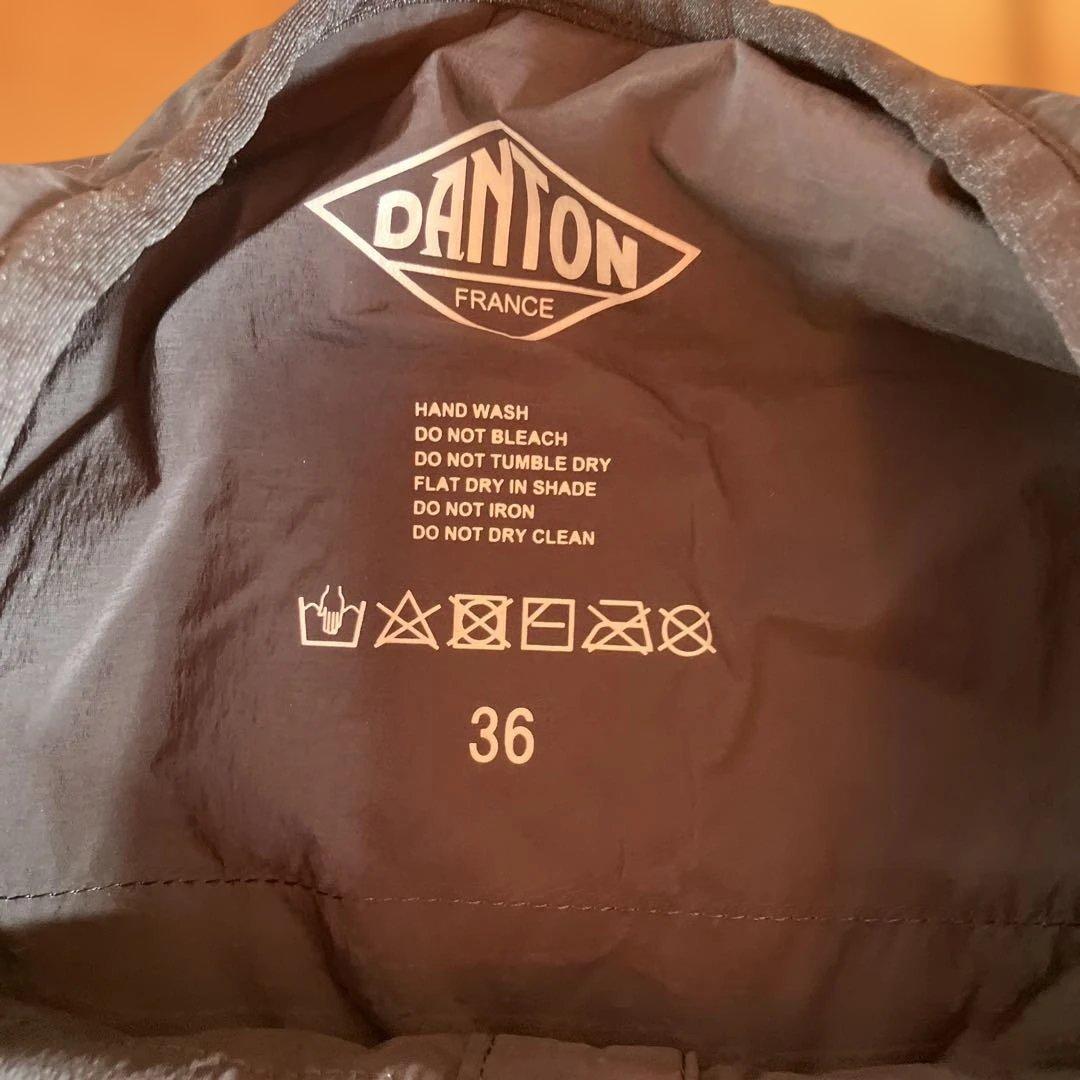 DANTON
FRANCE
HAND WASH
DO NOT BLEACH
DO NOT TUMBLE DRY
FLAT DRY IN SHADE
DO NOT IRON
DO NOT DRY CLEAN
36